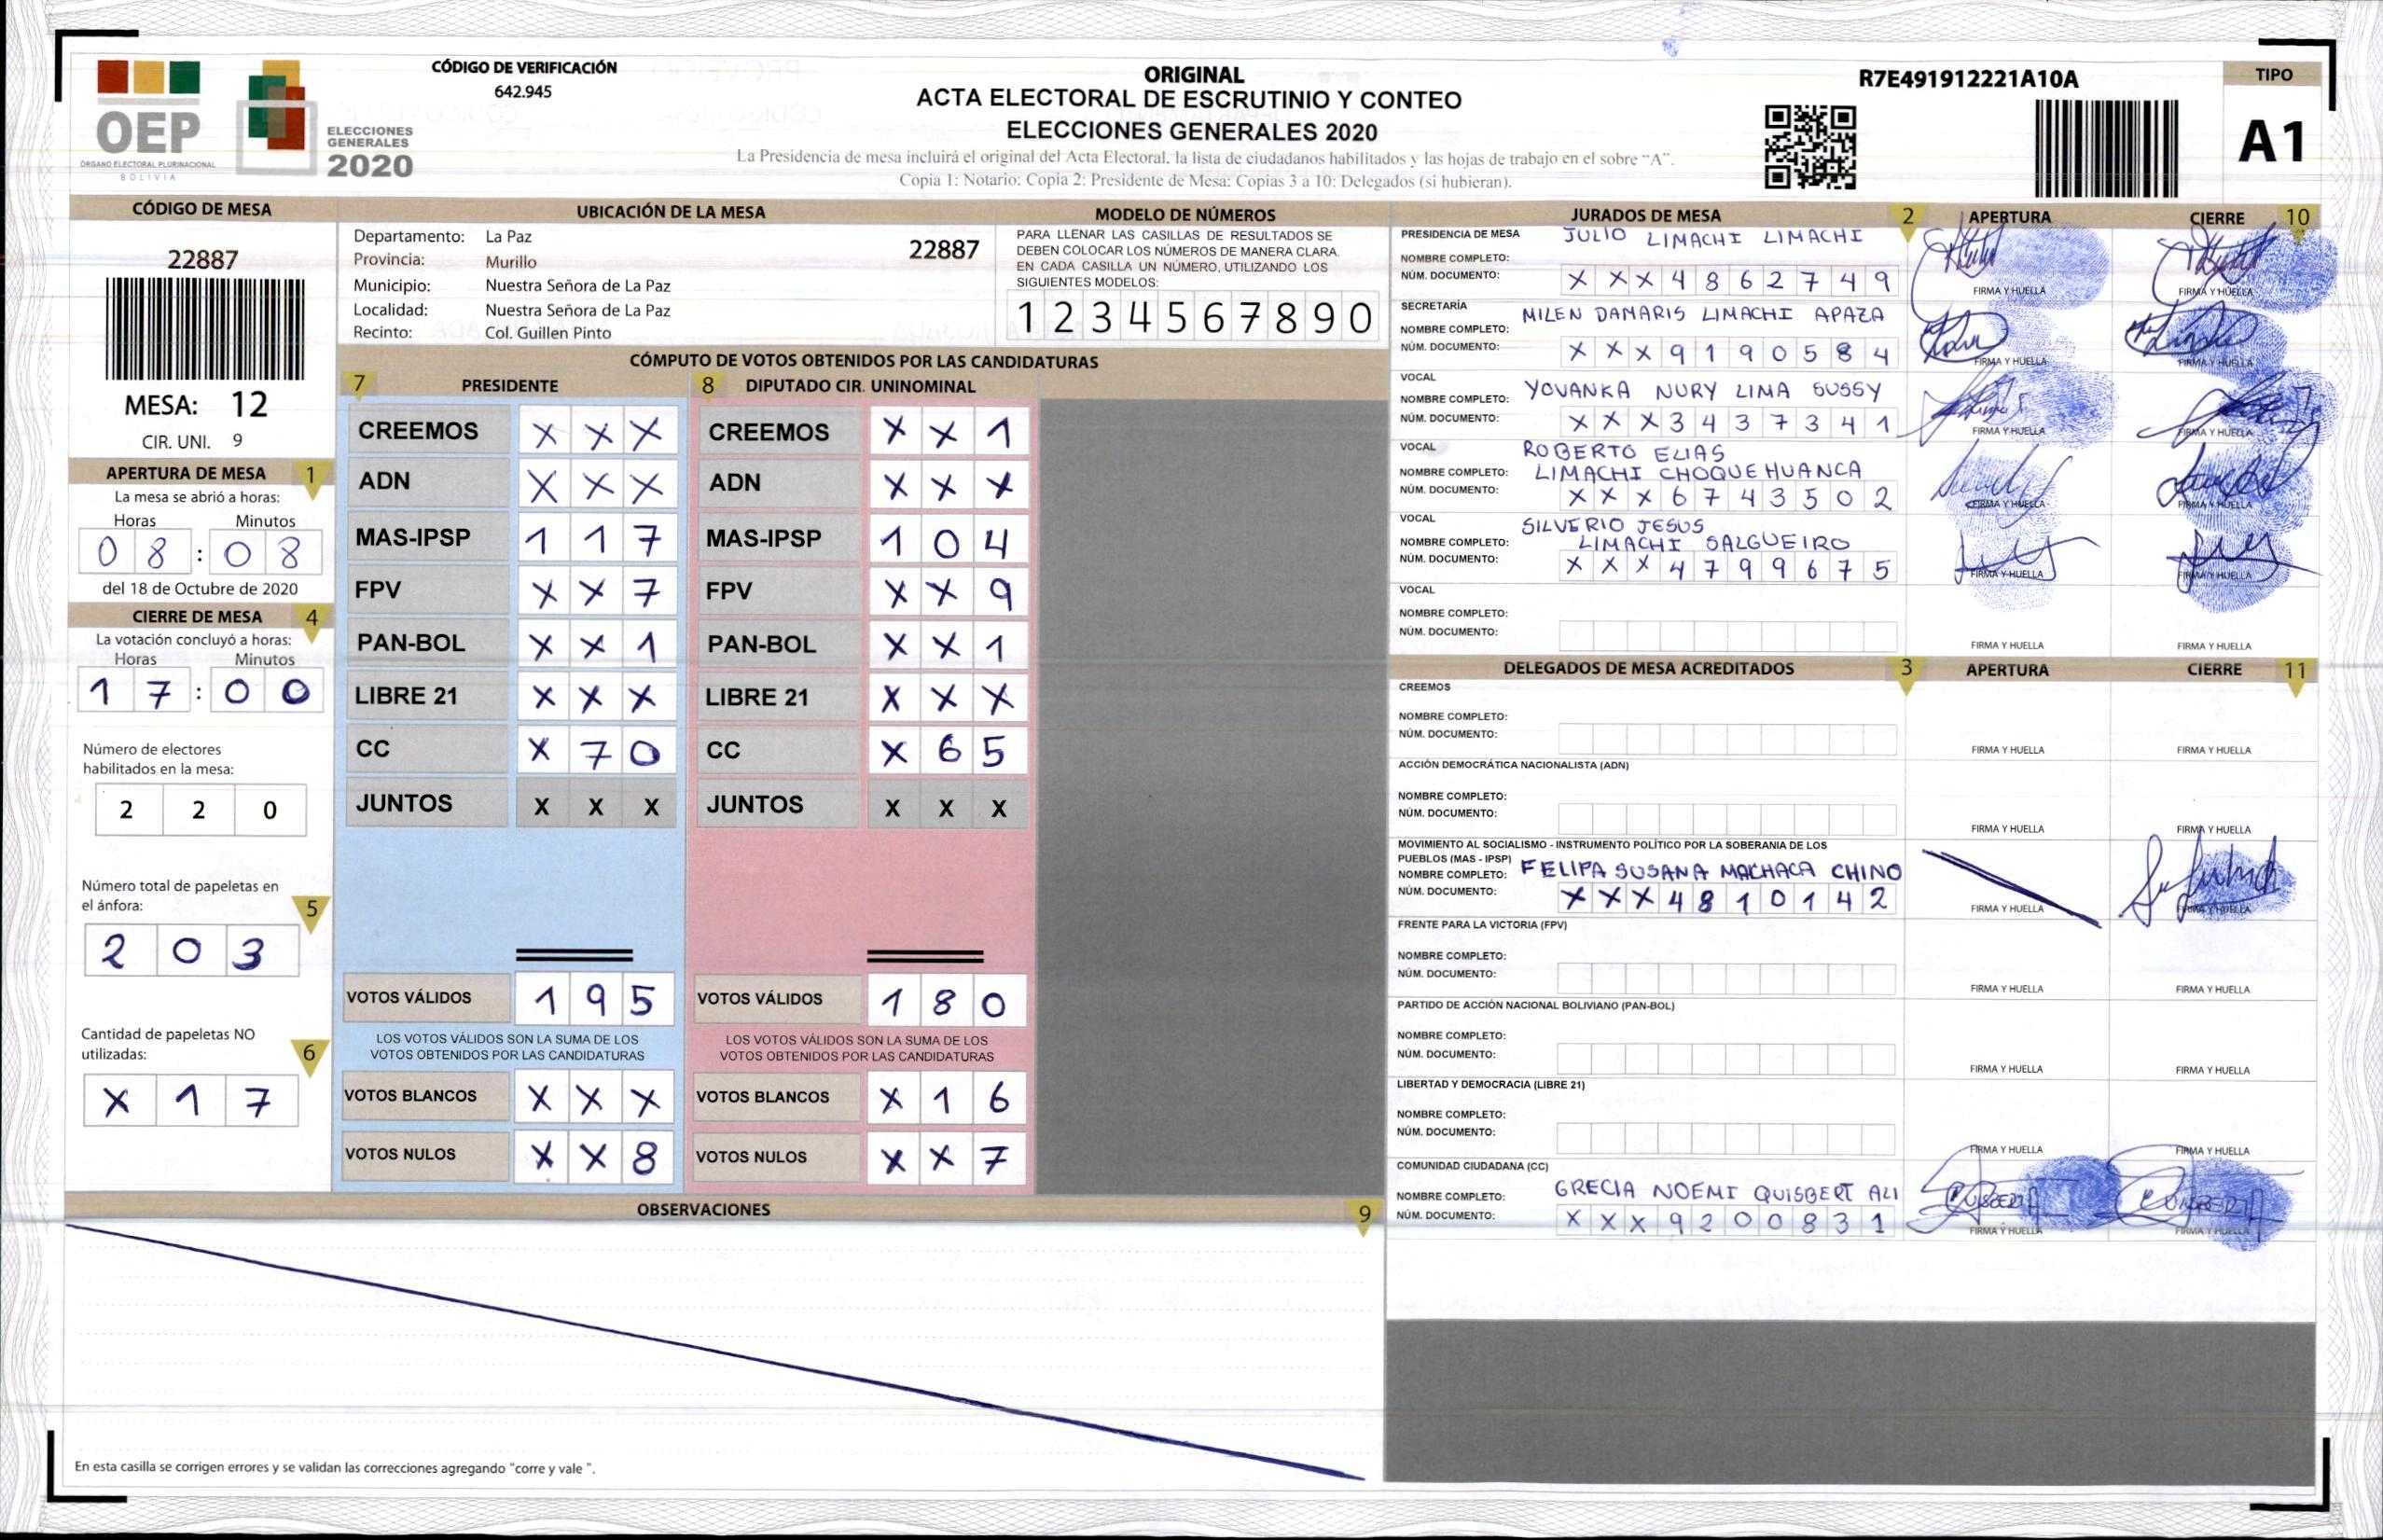 OEP
ÓRGANO ELECTORAL PLURINACIONAL
BOLIVIA
ELECCIONES
GENERALES
2020
CÓDIGO DE VERIFICACIÓN
642.945
ORIGINAL
ACTA ELECTORAL DE ESCRUTINIO Y CONTEO
ELECCIONES GENERALES 2020
La Presidencia de mesa incluirá el original del Acta Electoral, la lista de ciudadanos habilitados y las hojas de trabajo en el sobre “A”.
Copia 1: Notario: Copia 2: Presidente de Mesa: Copias 3 a 10: Delegados (si hubieran).
R7E491912221A10A
TIPO
A1
CÓDIGO DE MESA
22887
MESA: 12
CIR. UNI. 9
APERTURA DE MESA 1
La mesa se abrió a horas:
Horas Minutos
0 8 : 0 8
del 18 de Octubre de 2020
CIERRE DE MESA 4
La votación concluyó a horas:
Horas Minutos
1 7 : 0 0
Número de electores
habilitados en la mesa:
2 2 0
Número total de papeletas en
el ánfora: 5
2 0 3
Cantidad de papeletas NO
utilizadas: 6
X 1 7
UBICACIÓN DE LA MESA
Departamento: La Paz 22887
Provincia: Murillo
Municipio: Nuestra Señora de La Paz
Localidad: Nuestra Señora de La Paz
Recinto: Col. Guillen Pinto
MODELO DE NÚMEROS
PARA LLENAR LAS CASILLAS DE RESULTADOS SE
DEBEN COLOCAR LOS NÚMEROS DE MANERA CLARA.
EN CADA CASILLA UN NÚMERO, UTILIZANDO LOS
SIGUIENTES MODELOS:
1 2 3 4 5 6 7 8 9 0
CÓMPUTO DE VOTOS OBTENIDOS POR LAS CANDIDATURAS
7 PRESIDENTE
CREEMOS X X X
ADN X X X
MAS-IPSP 1 1 7
FPV X X 7
PAN-BOL X X 1
LIBRE 21 X X X
CC X 7 0
JUNTOS X X X
VOTOS VÁLIDOS 1 9 5
LOS VOTOS VÁLIDOS SON LA SUMA DE LOS
VOTOS OBTENIDOS POR LAS CANDIDATURAS
VOTOS BLANCOS X X X
VOTOS NULOS X X 8
8 DIPUTADO CIR. UNINOMINAL
CREEMOS X X 1
ADN X X X
MAS-IPSP 1 0 4
FPV X X 9
PAN-BOL X X 1
LIBRE 21 X X X
CC X 6 5
JUNTOS X X X
VOTOS VÁLIDOS 1 8 0
LOS VOTOS VÁLIDOS SON LA SUMA DE LOS
VOTOS OBTENIDOS POR LAS CANDIDATURAS
VOTOS BLANCOS X 1 6
VOTOS NULOS X X 7
OBSERVACIONES 9
En esta casilla se corrigen errores y se validan las correcciones agregando "corre y vale ".
JURADOS DE MESA 2 APERTURA CIERRE 10
PRESIDENCIA DE MESA JULIO LIMACHI LIMACHI
NOMBRE COMPLETO:
NÚM. DOCUMENTO: X X X 4 8 6 2 7 4 9 FIRMA Y HUELLA FIRMA Y HUELLA
SECRETARÍA MILEN DAMARIS LIMACHI APAZA
NOMBRE COMPLETO:
NÚM. DOCUMENTO: X X X 9 1 9 0 5 8 4 FIRMA Y HUELLA FIRMA Y HUELLA
VOCAL YOVANKA NURY LIMA SUSSY
NOMBRE COMPLETO:
NÚM. DOCUMENTO: X X X 3 4 3 7 3 4 1 FIRMA Y HUELLA FIRMA Y HUELLA
VOCAL ROBERTO ELIAS
NOMBRE COMPLETO: LIMACHI CHOQUEHUANCA
NÚM. DOCUMENTO: X X X 6 7 4 3 5 0 2 FIRMA Y HUELLA FIRMA Y HUELLA
VOCAL SILVERIO JESUS
NOMBRE COMPLETO: LIMACHI SALGUEIRO
NÚM. DOCUMENTO: X X X 4 7 9 9 6 7 5 FIRMA Y HUELLA FIRMA Y HUELLA
VOCAL
NOMBRE COMPLETO:
NÚM. DOCUMENTO: FIRMA Y HUELLA FIRMA Y HUELLA
DELEGADOS DE MESA ACREDITADOS 3 APERTURA CIERRE 11
CREEMOS
NOMBRE COMPLETO:
NÚM. DOCUMENTO: FIRMA Y HUELLA FIRMA Y HUELLA
ACCIÓN DEMOCRÁTICA NACIONALISTA (ADN)
NOMBRE COMPLETO:
NÚM. DOCUMENTO: FIRMA Y HUELLA FIRMA Y HUELLA
MOVIMIENTO AL SOCIALISMO - INSTRUMENTO POLÍTICO POR LA SOBERANIA DE LOS
PUEBLOS (MAS - IPSP)
NOMBRE COMPLETO: FELIPA SUSANA MACHACA CHINO
NÚM. DOCUMENTO: X X X 4 8 1 0 1 4 2 FIRMA Y HUELLA FIRMA Y HUELLA
FRENTE PARA LA VICTORIA (FPV)
NOMBRE COMPLETO:
NÚM. DOCUMENTO: FIRMA Y HUELLA FIRMA Y HUELLA
PARTIDO DE ACCIÓN NACIONAL BOLIVIANO (PAN-BOL)
NOMBRE COMPLETO:
NÚM. DOCUMENTO: FIRMA Y HUELLA FIRMA Y HUELLA
LIBERTAD Y DEMOCRACIA (LIBRE 21)
NOMBRE COMPLETO:
NÚM. DOCUMENTO: FIRMA Y HUELLA FIRMA Y HUELLA
COMUNIDAD CIUDADANA (CC)
NOMBRE COMPLETO: GRECIA NOEMI QUISBERT ALI
NÚM. DOCUMENTO: X X X 9 2 0 0 8 3 1 FIRMA Y HUELLA FIRMA Y HUELLA